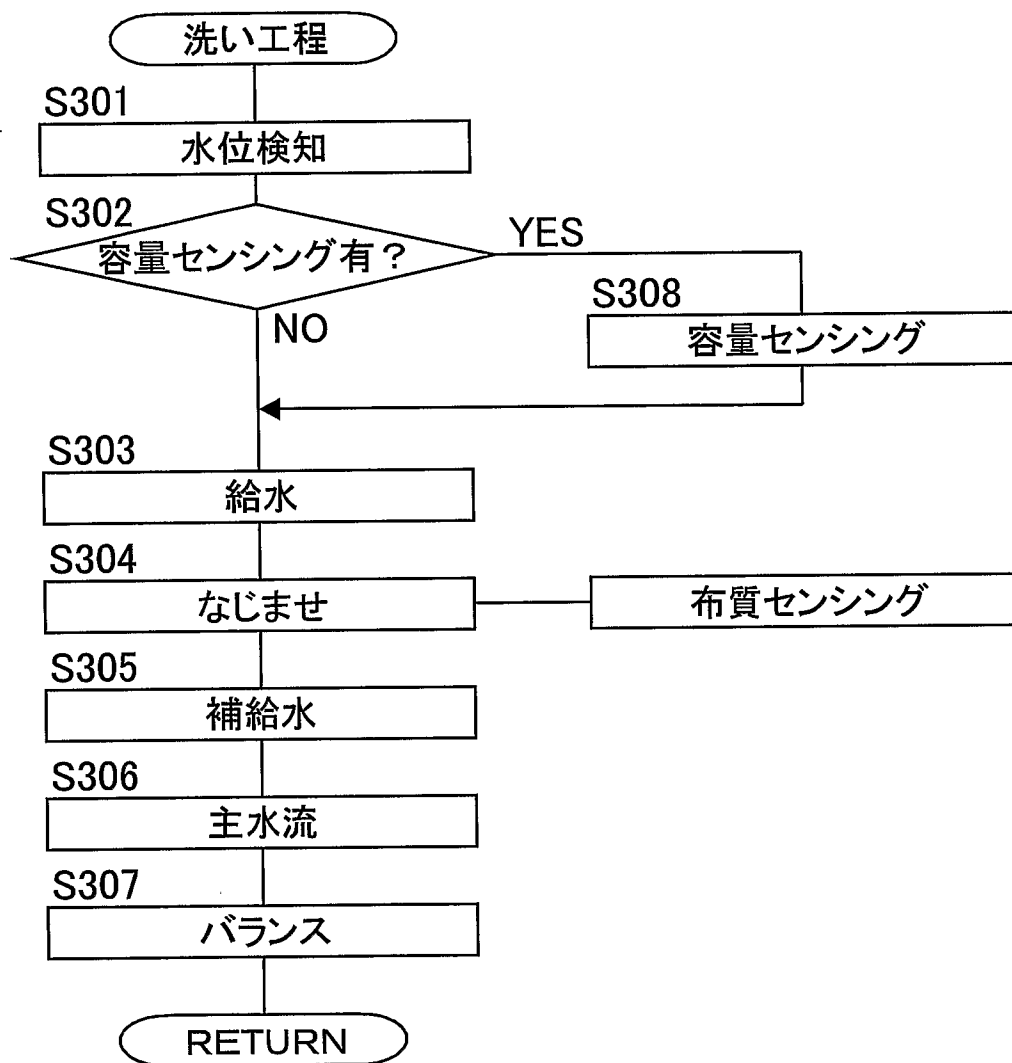 洗い工程
S301
水位検知
S302
容量センシング有?
YES
NO
S308
容量センシング
S303
給水
S304
なじませ
布質センシング
S305
補給水
S306
主水流
S307
バランス
RETURN